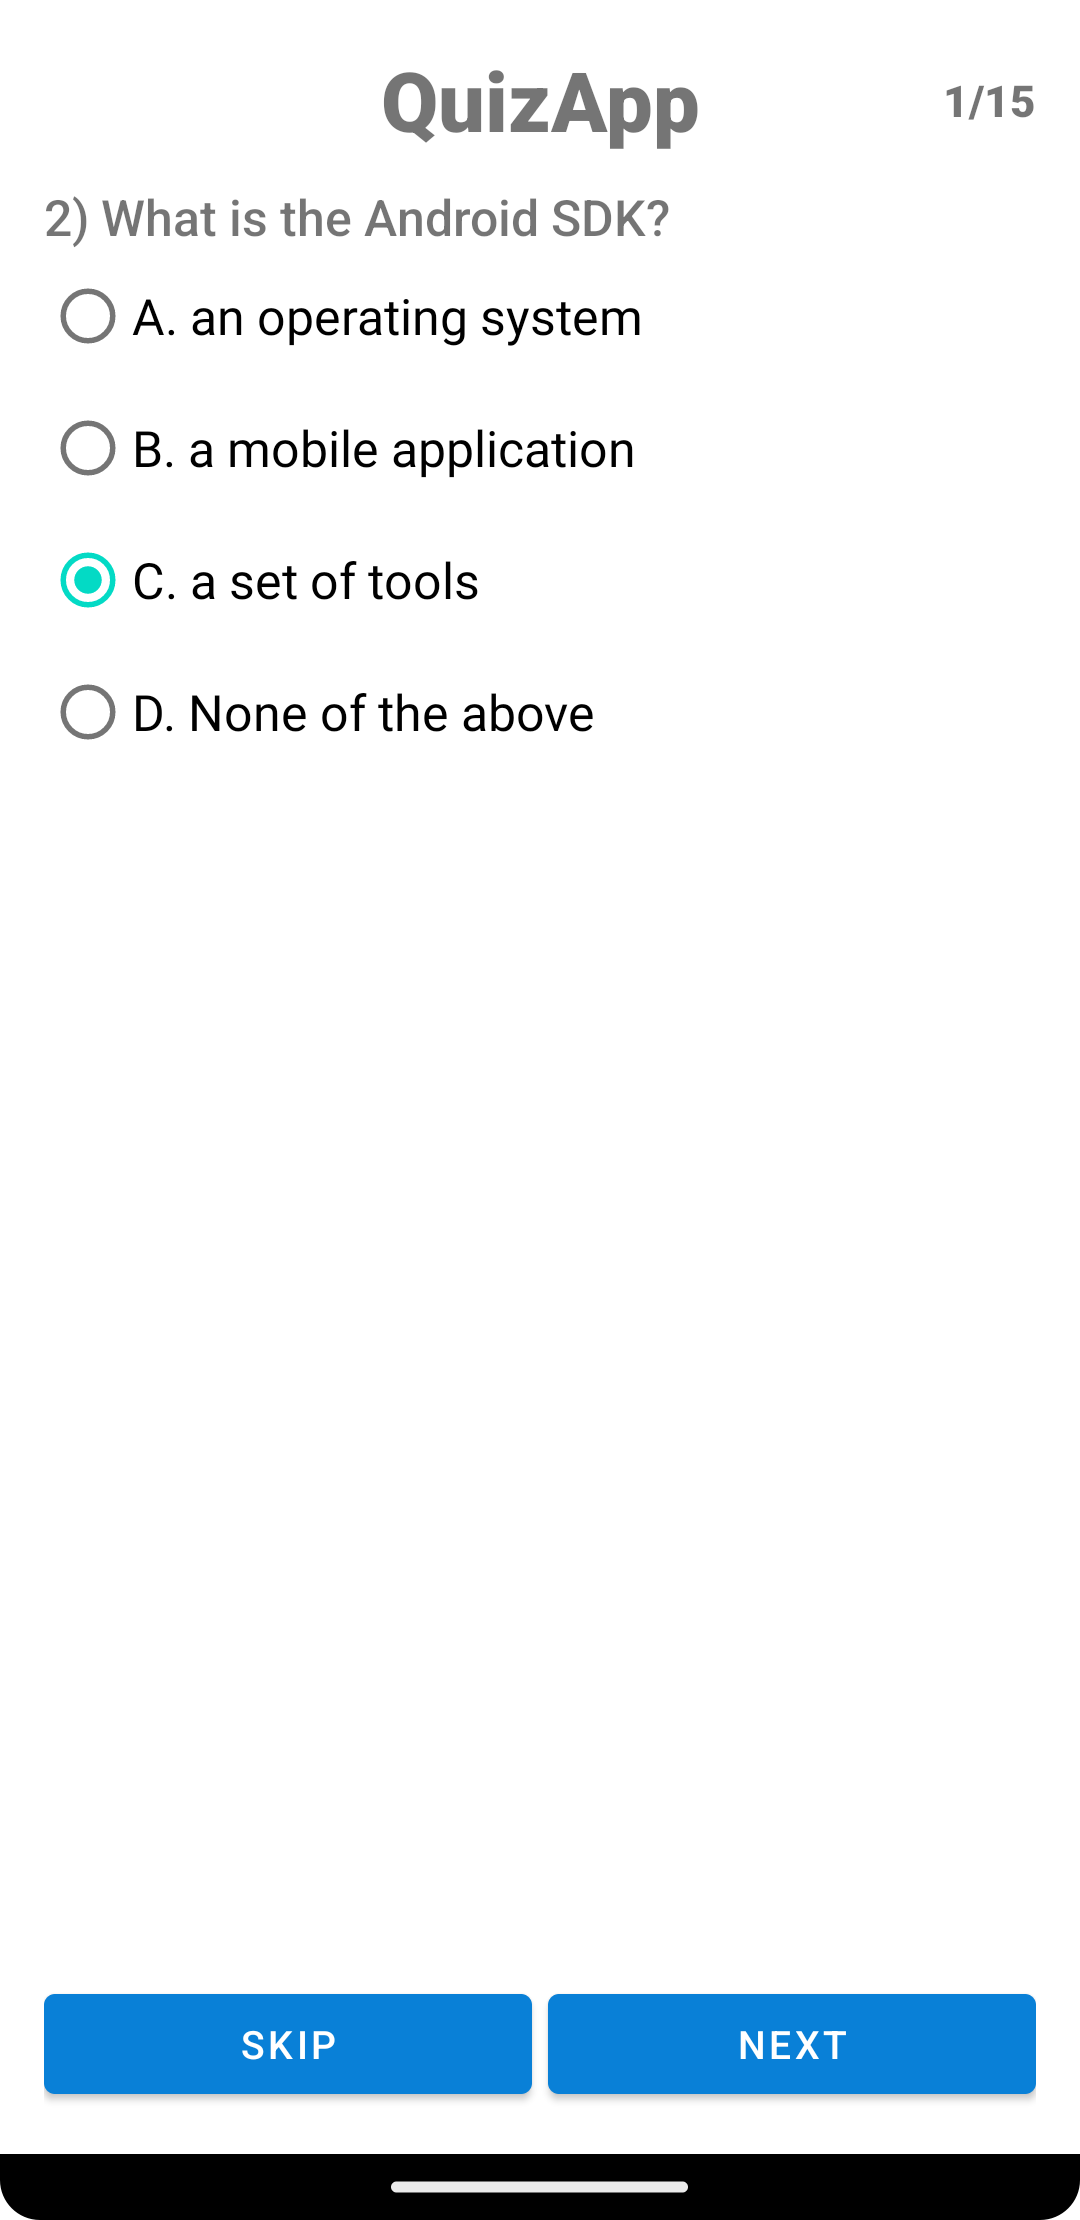 QuizApp 1/15
2) What is the Android SDK?
A. an operating system
B. a mobile application
C. a set of tools
D. None of the above
SKIP NEXT